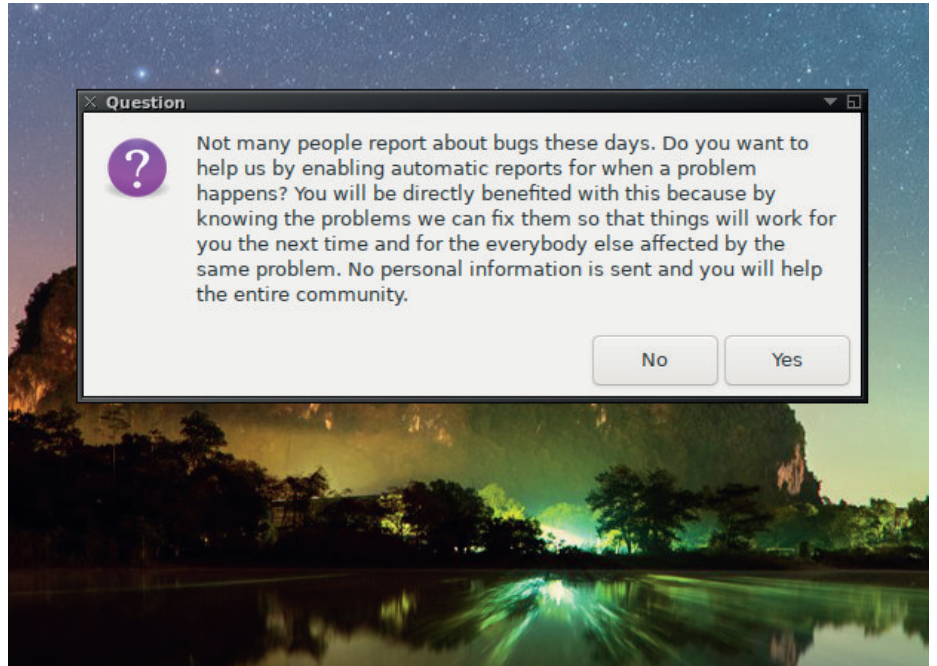 Question
?
Not many people report about bugs these days. Do you want to
help us by enabling automatic reports for when a problem
happens? You will be directly benefited with this because by
knowing the problems we can fix them so that things will work for
you the next time and for the everybody else affected by the
same problem. No personal information is sent and you will help
the entire community.
No
Yes